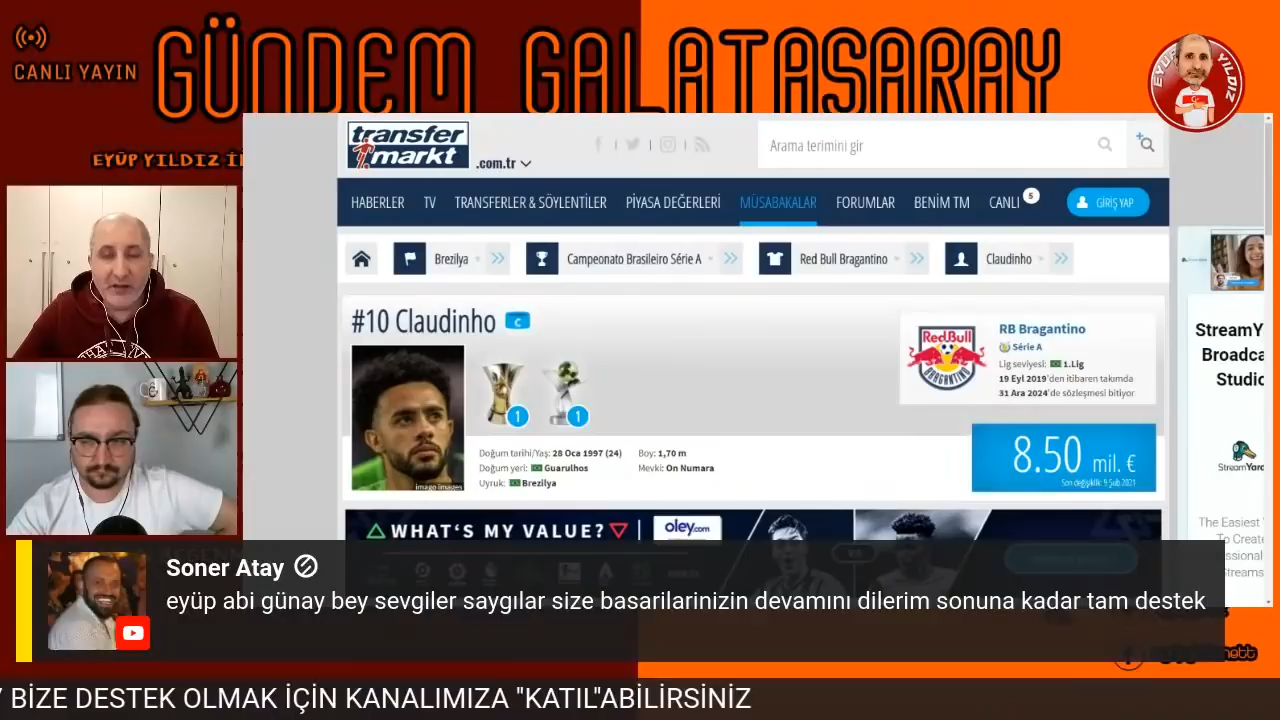 CANLI YAYIN
GÜNDEM GALATASARAY
EYÜP YILDIZ
EYÜP YILDIZ İL
transfer
markt
.com.tr
Arama terimini gir
HABERLER TV TRANSFERLER & SÖYLENTİLER PİYASA DEĞERLERİ MÜSABAKALAR FORUMLAR BENİM TM CANLI 5 GİRİŞ YAP
Brezilya Campeonato Brasileiro Série A Red Bull Bragantino Claudinho
#10 Claudinho C
1 1
imago images
Doğum tarihi/Yaş: 28 Oca 1997 (24) Boy: 1,70 m
Doğum yeri: Guarulhos Mevki: On Numara
Uyruk: Brezilya
RedBull
BRAGANTINO
RB Bragantino
Série A
Lig seviyesi: 1.Lig
19 Eyl 2019'den itibaren takımda
31 Ara 2024'de sözleşmesi bitiyor
8.50 mil. €
Son değişiklik: 9 Şub 2021
StreamY
Broadca
Studio
StreamYard
The Easiest
To Create
ssional
Streams
WHAT'S MY VALUE? oley.com
Soner Atay
eyüp abi günay bey sevgiler saygılar size basarilarinizin devamını dilerim sonuna kadar tam destek
BİZE DESTEK OLMAK İÇİN KANALIMIZA "KATIL"ABİLİRSİNİZ